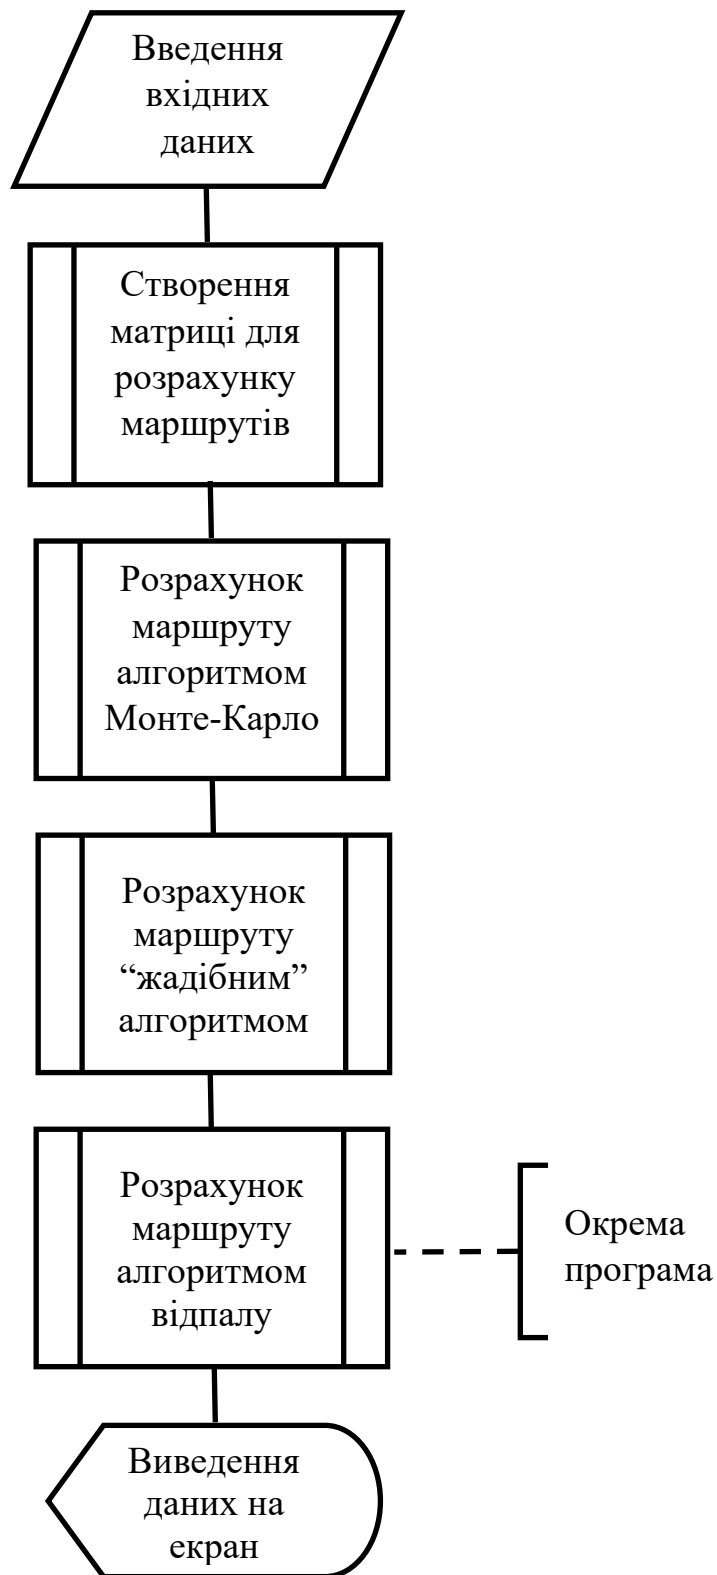 Введення
вхідних
даних
Створення
матриці для
розрахунку
маршрутів
Розрахунок
маршруту
алгоритмом
Монте-Карло
Розрахунок
маршруту
“жадібним”
алгоритмом
Розрахунок
маршруту
алгоритмом
відпалу
Окрема
програма
Виведення
даних на
екран